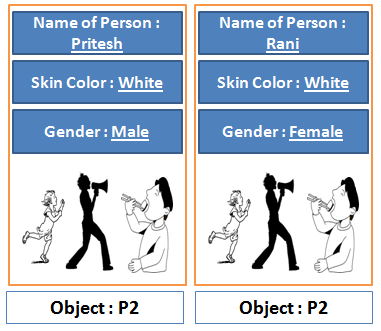 Name of Person :
Pritesh
Skin Color : White
Gender : Male
Object : P2
Name of Person :
Rani
Skin Color : White
Gender : Female
Object : P2